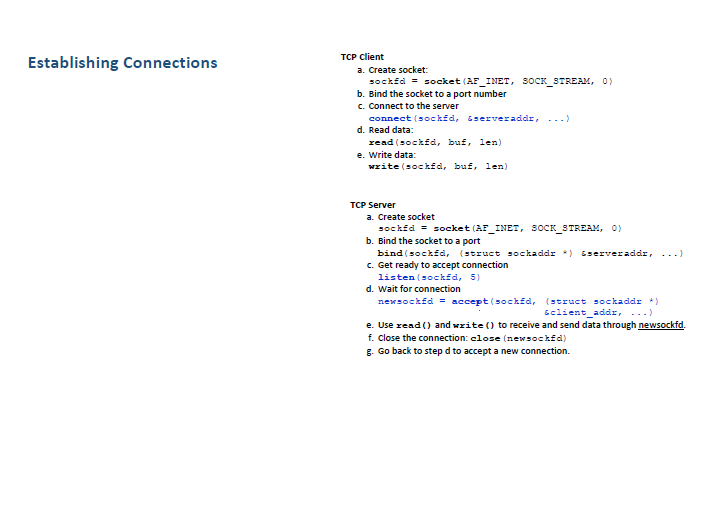 Establishing Connections
TCP Client
a. Create socket:
sockfd = socket(AF_INET, SOCK_STREAM, 0)
b. Bind the socket to a port number
c. Connect to the server
connect(sockfd, &serveraddr, ...)
d. Read data:
read(sockfd, buf, len)
e. Write data:
write(sockfd, buf, len)
TCP Server
a. Create socket
sockfd = socket(AF_INET, SOCK_STREAM, 0)
b. Bind the socket to a port
bind(sockfd, (struct sockaddr *) &serveraddr, ...)
c. Get ready to accept connection
listen(sockfd, 5)
d. Wait for connection
newsockfd = accept(sockfd, (struct sockaddr *)
&client_addr, ...)
e. Use read() and write() to receive and send data through newsockfd.
f. Close the connection: close (newsockfd)
g. Go back to step d to accept a new connection.